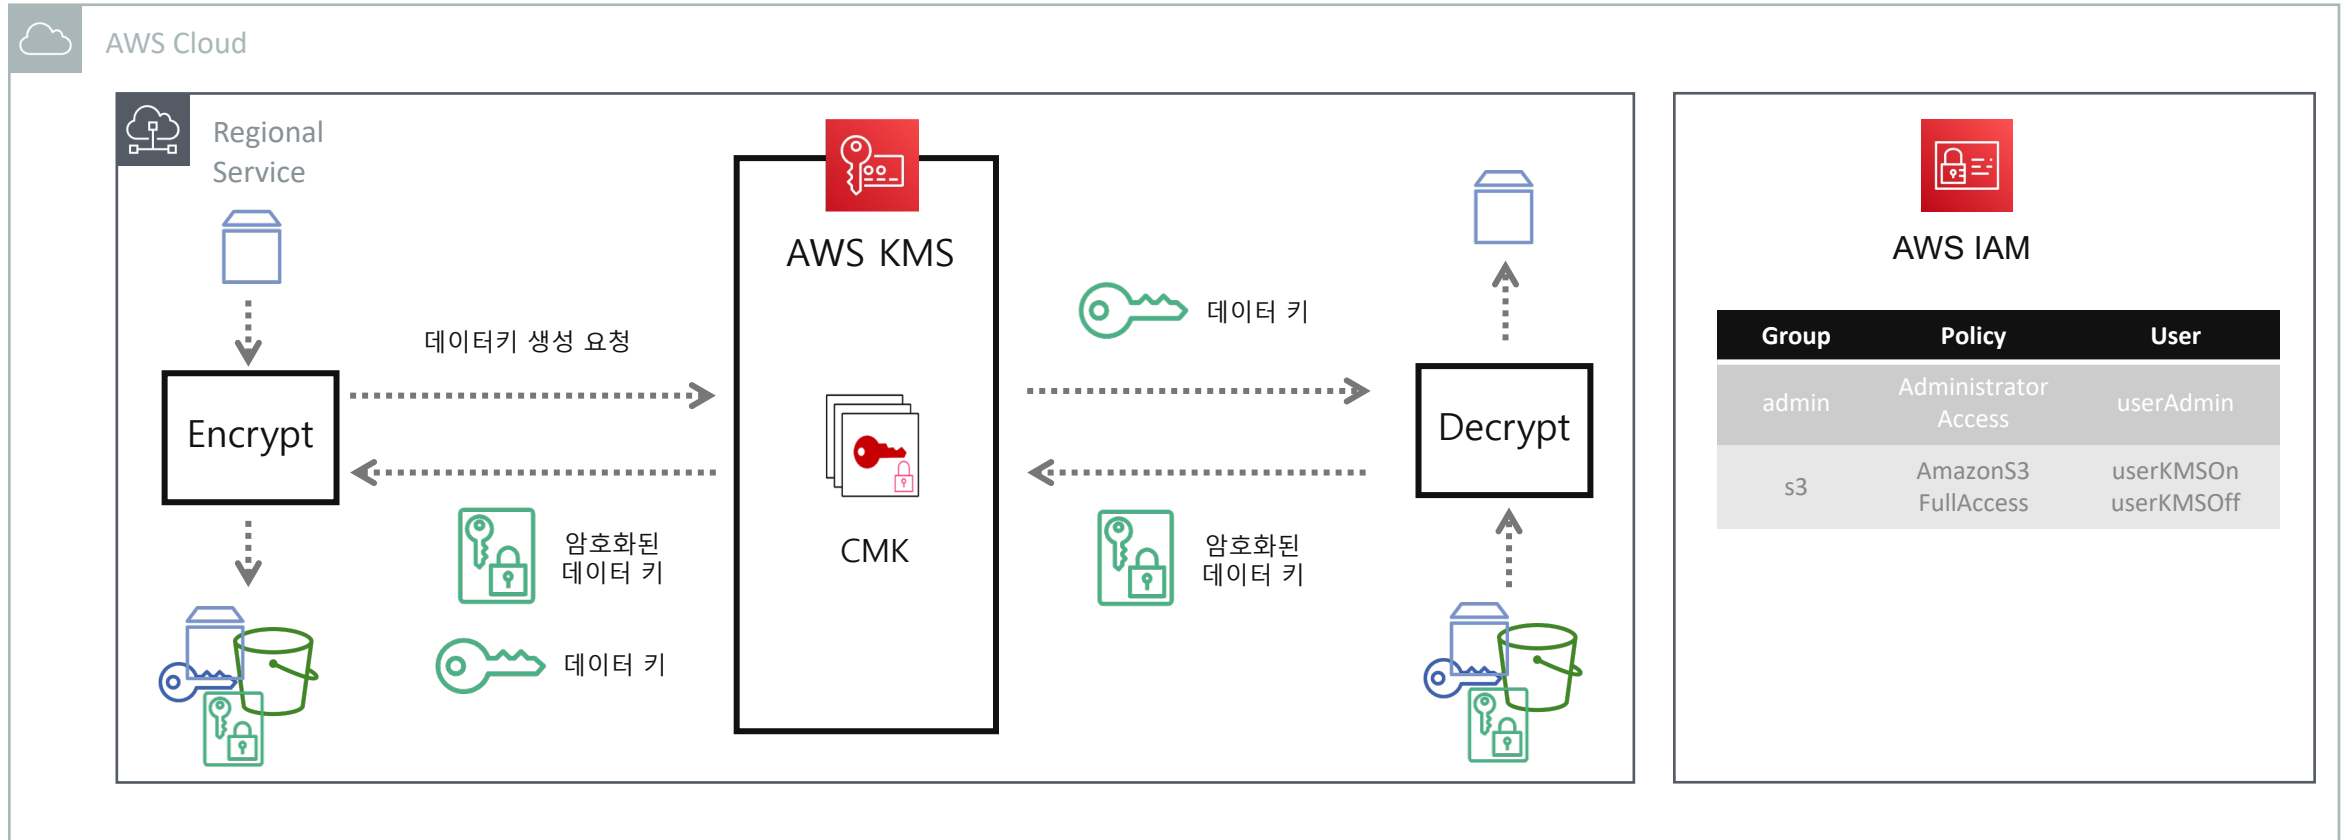 AWS Cloud
Regional
Service
AWS KMS
데이터키 생성 요청
Encrypt
암호화된
데이터 키
데이터 키
CMK
데이터 키
Decrypt
암호화된
데이터 키
AWS IAM
Group Policy User
admin Administrator Access userAdmin
s3 AmazonS3 FullAccess userKMSOn userKMSOff